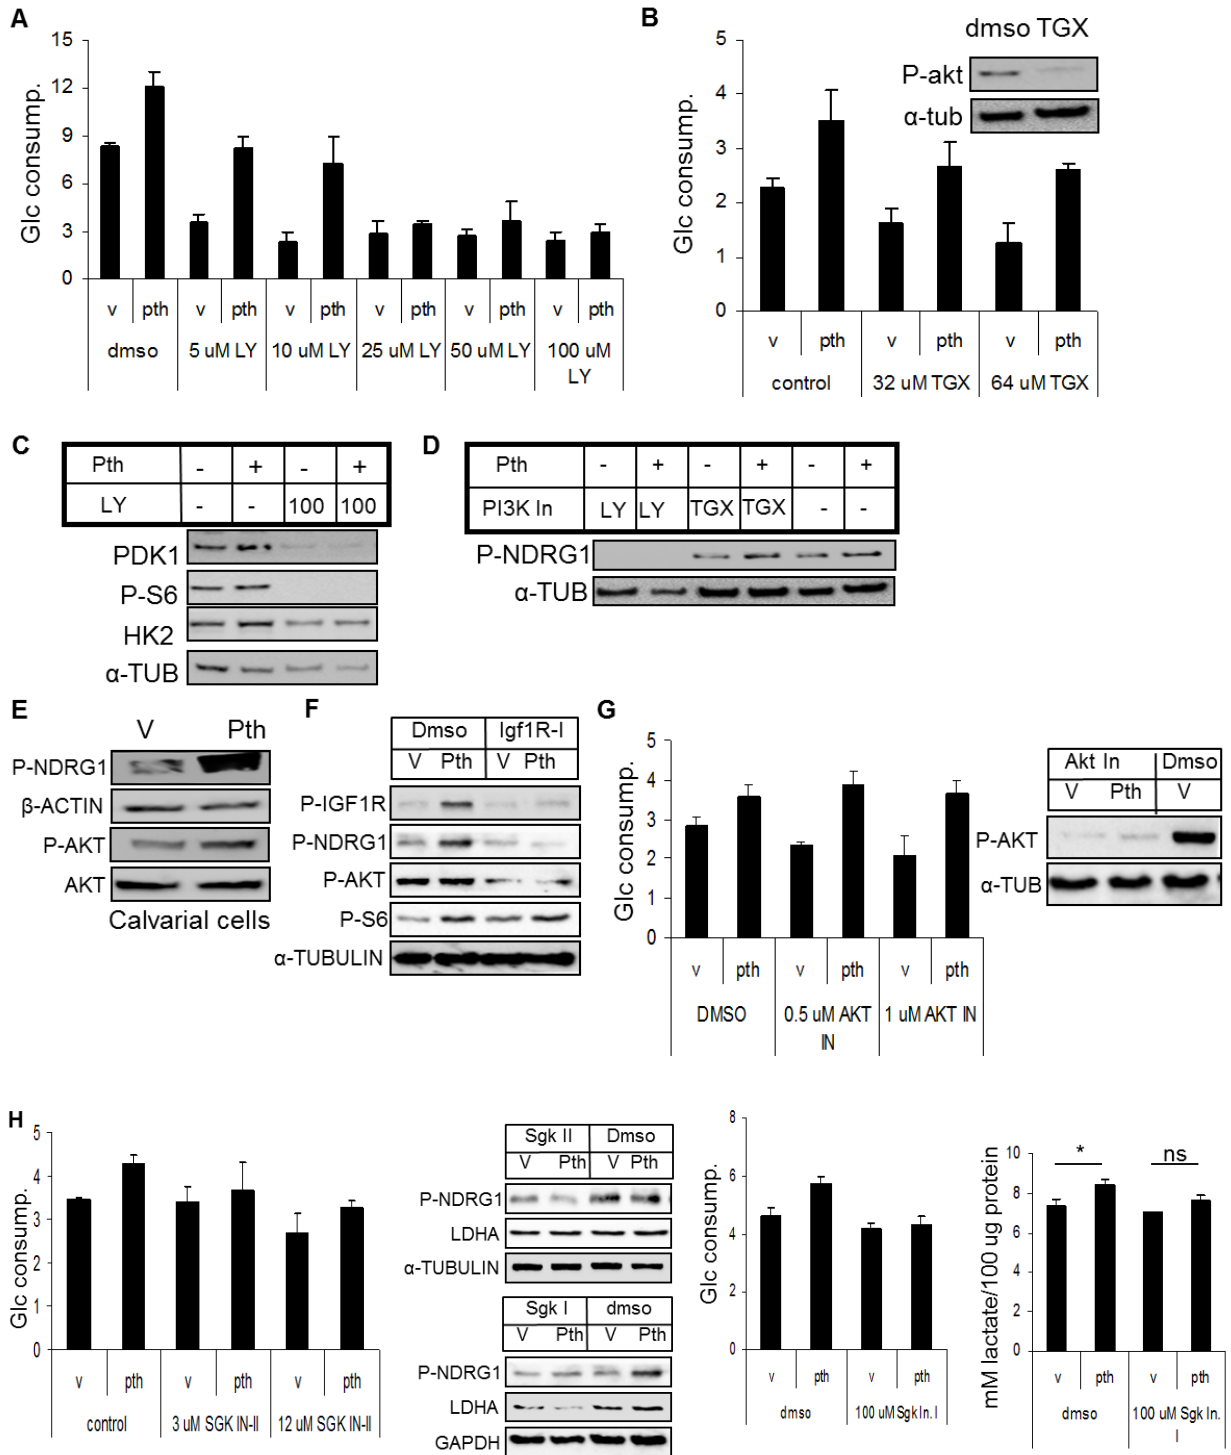 A
Glc consump.
15
12
9
6
3
0
v pth v pth v pth v pth v pth v pth
dmso 5 uM LY 10 uM LY 25 uM LY 50 uM LY 100 uM
LY
B
dmso TGX
P-akt
α-tub
Glc consump.
5
4
3
2
1
0
v pth v pth v pth
control 32 uM TGX 64 uM TGX
C
Pth - + - +
LY - - 100 100
PDK1
P-S6
HK2
α-TUB
D
Pth - + - + - +
PI3K In LY LY TGX TGX - -
P-NDRG1
α-TUB
E
V Pth
P-NDRG1
β-ACTIN
P-AKT
AKT
Calvarial cells
F
Dmso Igf1R-I
V Pth V Pth
P-IGF1R
P-NDRG1
P-AKT
P-S6
α-TUBULIN
G
Glc consump.
5
4
3
2
1
0
v pth v pth v pth
DMSO 0.5 uM AKT 1 uM AKT IN
IN
Akt In Dmso
V Pth V
P-AKT
α-TUB
H
Glc consump.
5
4
3
2
1
0
v pth v pth v pth
control 3 uM SGK IN-II 12 uM SGK IN-II
Sgk II Dmso
V Pth V Pth
P-NDRG1
LDHA
α-TUBULIN
Sgk I dmso
V Pth V Pth
P-NDRG1
LDHA
GAPDH
Glc consump.
8
6
4
2
0
v pth v pth
dmso 100 uM Sgk In. I
mM lactate/100 ug protein
10
8
6
4
2
0
* ns
v pth v pth
dmso 100 uM Sgk In.
I